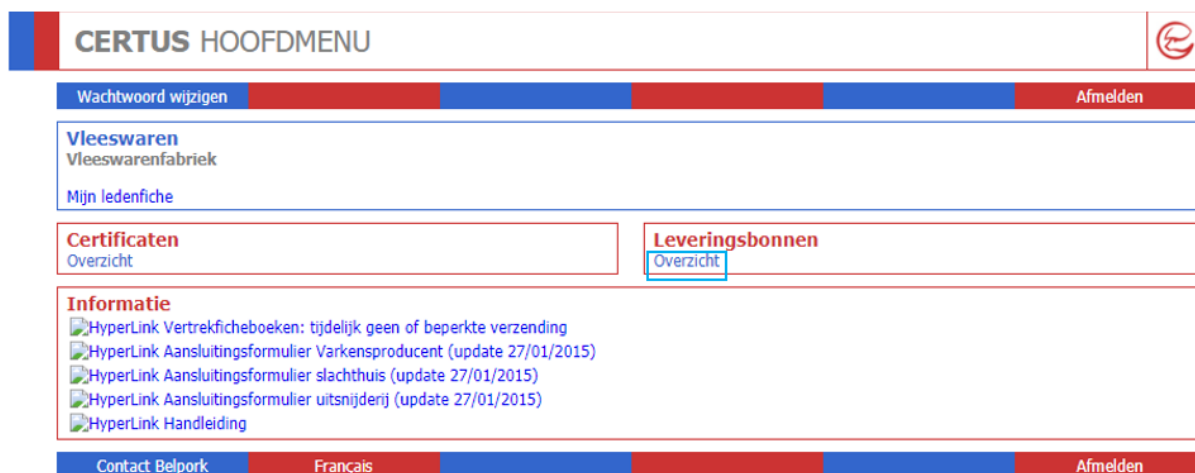 CERTUS HOOFDMENU
Wachtwoord wijzigen Afmelden
Vleeswaren
Vleeswarenfabriek
Mijn ledenfiche
Certificaten
Overzicht
Leveringsbonnen
Overzicht
Informatie
HyperLink Vertrekficheboeken: tijdelijk geen of beperkte verzending
HyperLink Aansluitingsformulier Varkensproducent (update 27/01/2015)
HyperLink Aansluitingsformulier slachthuis (update 27/01/2015)
HyperLink Aansluitingsformulier uitsnijderij (update 27/01/2015)
HyperLink Handleiding
Contact Belpork Français Afmelden